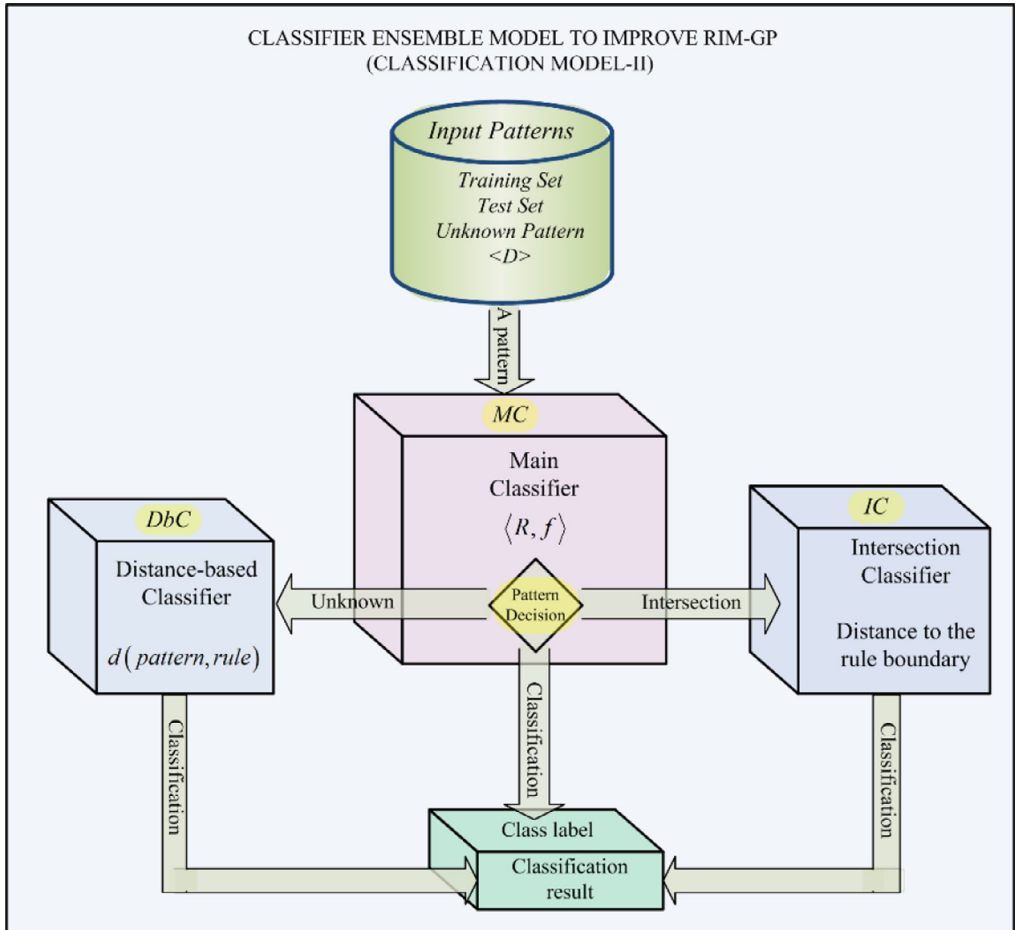 CLASSIFIER ENSEMBLE MODEL TO IMPROVE RIM-GP
(CLASSIFICATION MODEL-II)
Input Patterns
Training Set
Test Set
Unknown Pattern
<D>
A pattern
MC
Main
Classifier
⟨R, f⟩
DbC
Distance-based
Classifier
d(pattern,rule)
IC
Intersection
Classifier
Distance to the
rule boundary
Unknown
Pattern
Decision
Intersection
Classification
Classification
Classification
Class label
Classification
result